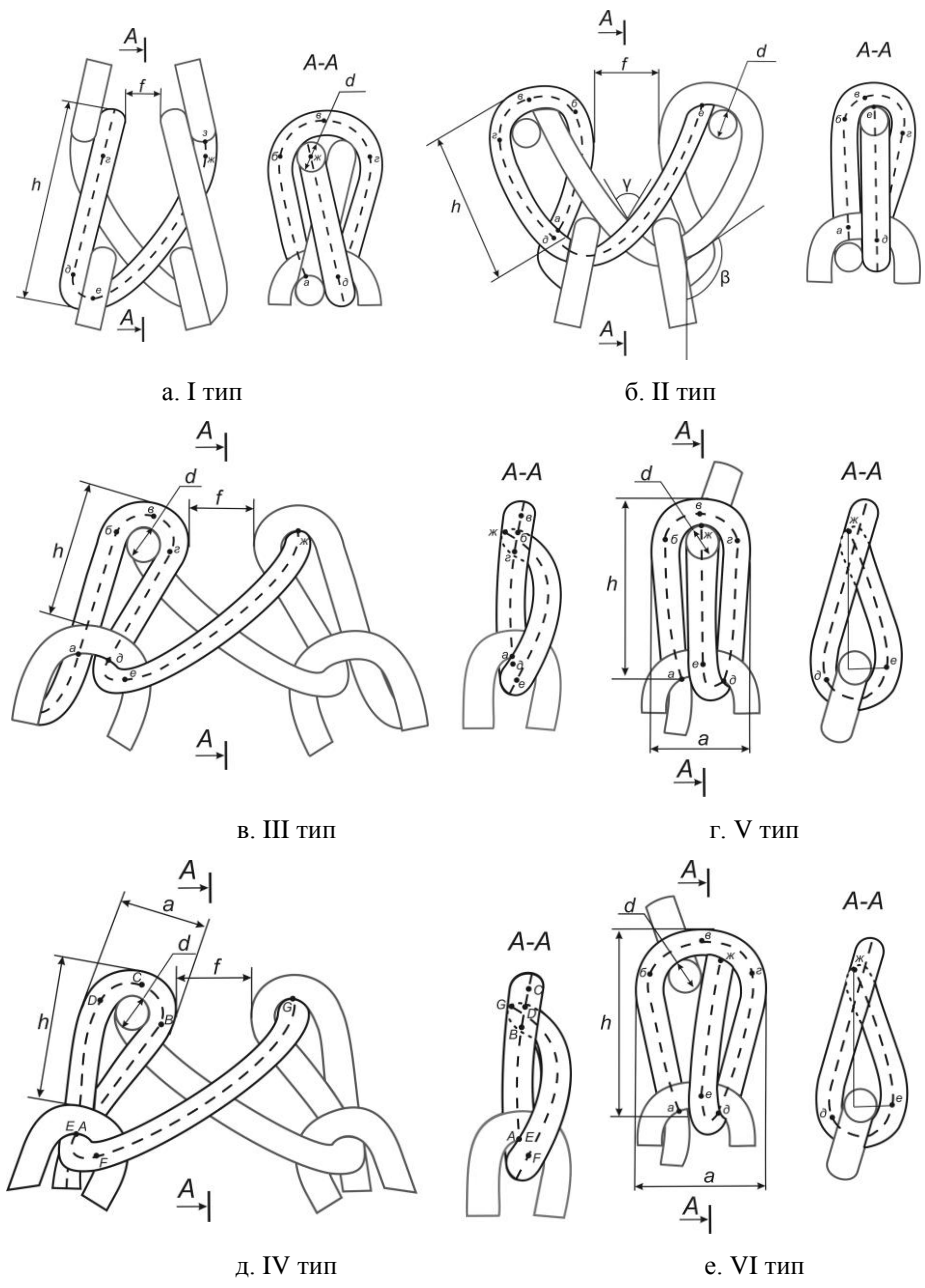 A
A-A
d
f
в
б
ж
г
з
ж
г
h
д
е
а
д
A
A
A-A
d
f
в
б
г
е
в
е
б
г
h
γ
а
д
β
а
д
A
а. I тип
б. II тип
A
d
f
A-A
h
б
в
г
ж
в
ж
б
г
а
д
е
а
д
е
A
A
d
A-A
в
б
ж
г
ж
h
а
е
д
д
е
a
A
в. III тип
г. V тип
A
a
d
f
A-A
h
C
D
B
G
C
G
D
B
E A
F
A E
F
A
A
d
A-A
в
б
ж
г
ж
h
а
е
д
д
е
a
A
д. IV тип
е. VI тип